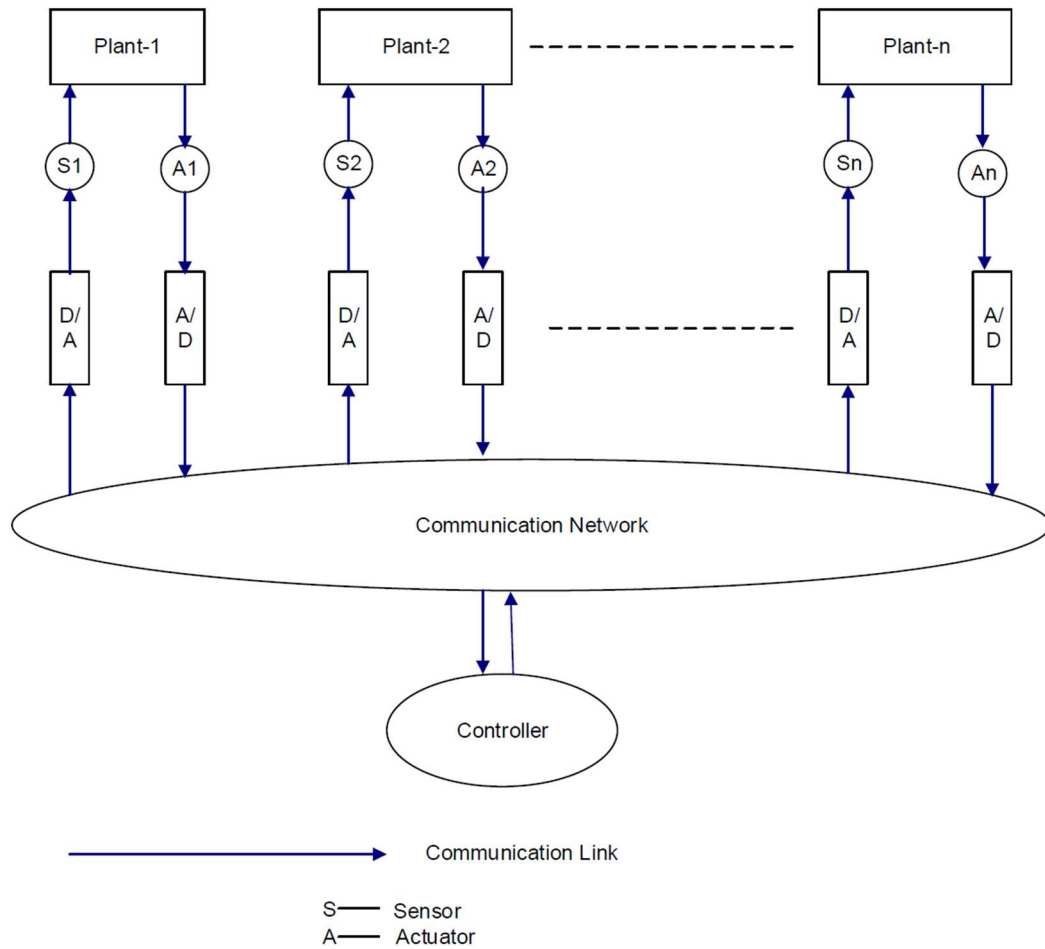 Plant-1
Plant-2
Plant-n
S1
A1
S2
A2
Sn
An
D/
A
A/
D
D/
A
A/
D
D/
A
A/
D
Communication Network
Controller
Communication Link
S Sensor
A Actuator